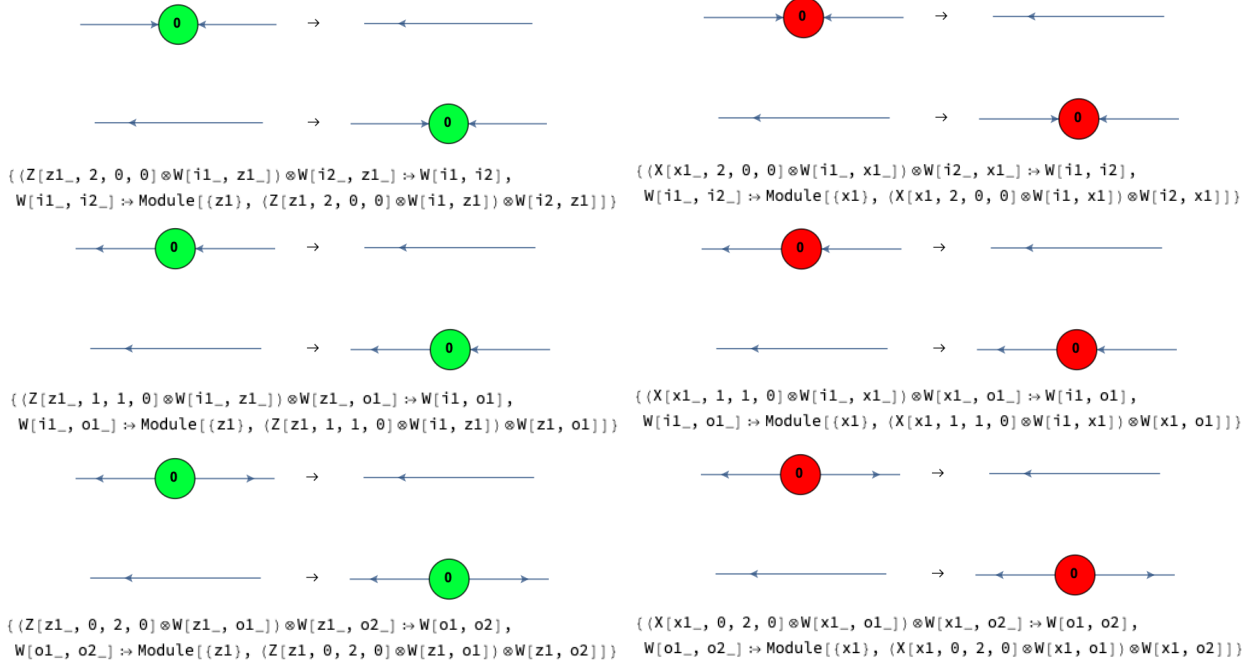 0 → 0 →
→ 0 → 0
{(Z[z1_, 2, 0, 0]⊗W[i1_, z1_])⊗W[i2_, z1_]:↦W[i1, i2],
W[i1_, i2_]:↦Module[{z1}, (Z[z1, 2, 0, 0]⊗W[i1, z1])⊗W[i2, z1]]}
{(X[x1_, 2, 0, 0]⊗W[i1_, x1_])⊗W[i2_, x1_]:↦W[i1, i2],
W[i1_, i2_]:↦Module[{x1}, (X[x1, 2, 0, 0]⊗W[i1, x1])⊗W[i2, x1]]}
0 → 0 →
→ 0 → 0
{(Z[z1_, 1, 1, 0]⊗W[i1_, z1_])⊗W[z1_, o1_]:↦W[i1, o1],
W[i1_, o1_]:↦Module[{z1}, (Z[z1, 1, 1, 0]⊗W[i1, z1])⊗W[z1, o1]]}
{(X[x1_, 1, 1, 0]⊗W[i1_, x1_])⊗W[x1_, o1_]:↦W[i1, o1],
W[i1_, o1_]:↦Module[{x1}, (X[x1, 1, 1, 0]⊗W[i1, x1])⊗W[x1, o1]]}
0 → 0 →
→ 0 → 0
{(Z[z1_, 0, 2, 0]⊗W[z1_, o1_])⊗W[z1_, o2_]:↦W[o1, o2],
W[o1_, o2_]:↦Module[{z1}, (Z[z1, 0, 2, 0]⊗W[z1, o1])⊗W[z1, o2]]}
{(X[x1_, 0, 2, 0]⊗W[x1_, o1_])⊗W[x1_, o2_]:↦W[o1, o2],
W[o1_, o2_]:↦Module[{x1}, (X[x1, 0, 2, 0]⊗W[x1, o1])⊗W[x1, o2]]}